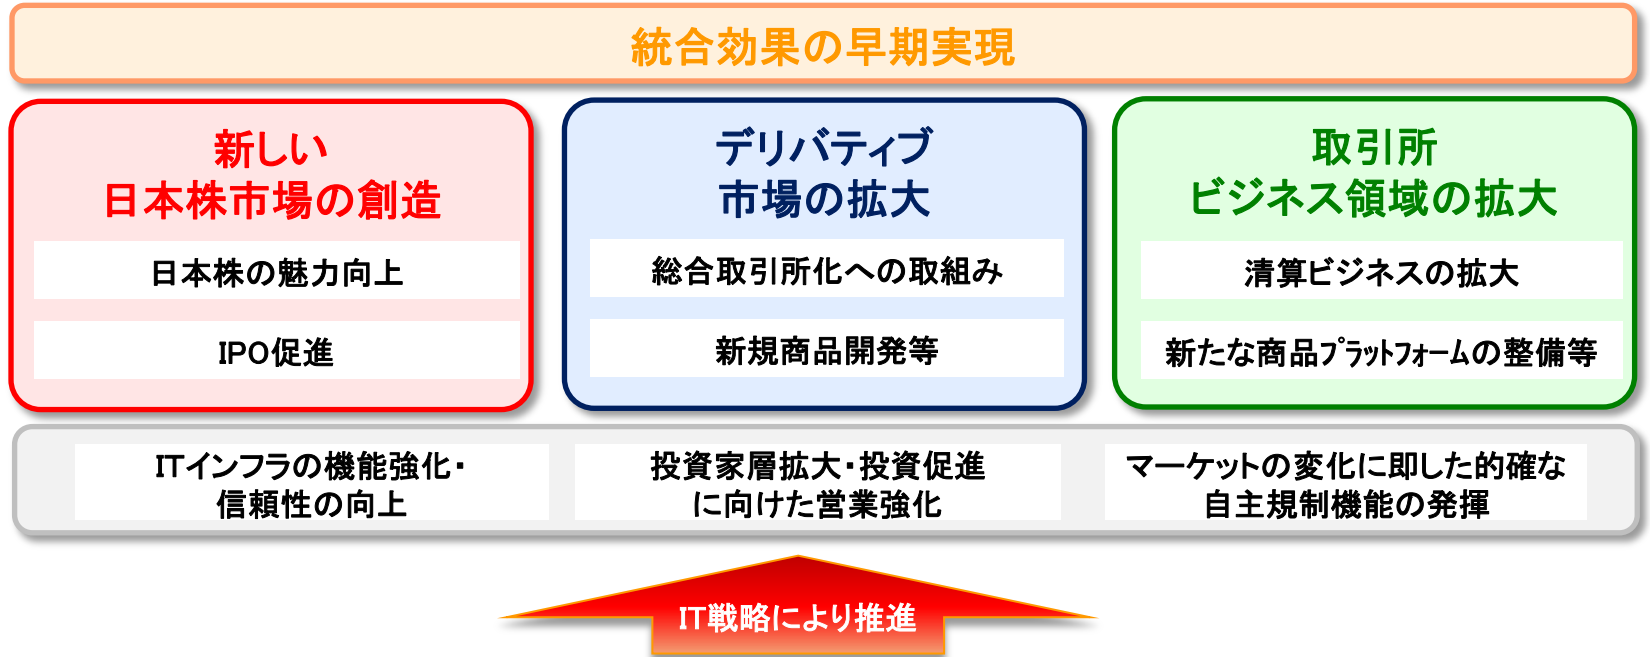 統合効果の早期実現
新しい
日本株市場の創造
日本株の魅力向上
IPO促進
デリバティブ
市場の拡大
総合取引所化への取組み
新規商品開発等
取引所
ビジネス領域の拡大
清算ビジネスの拡大
新たな商品ﾌﾟﾗｯﾄﾌｫｰﾑの整備等
ITインフラの機能強化・
信頼性の向上
投資家層拡大・投資促進
に向けた営業強化
マーケットの変化に即した的確な
自主規制機能の発揮
IT戦略により推進